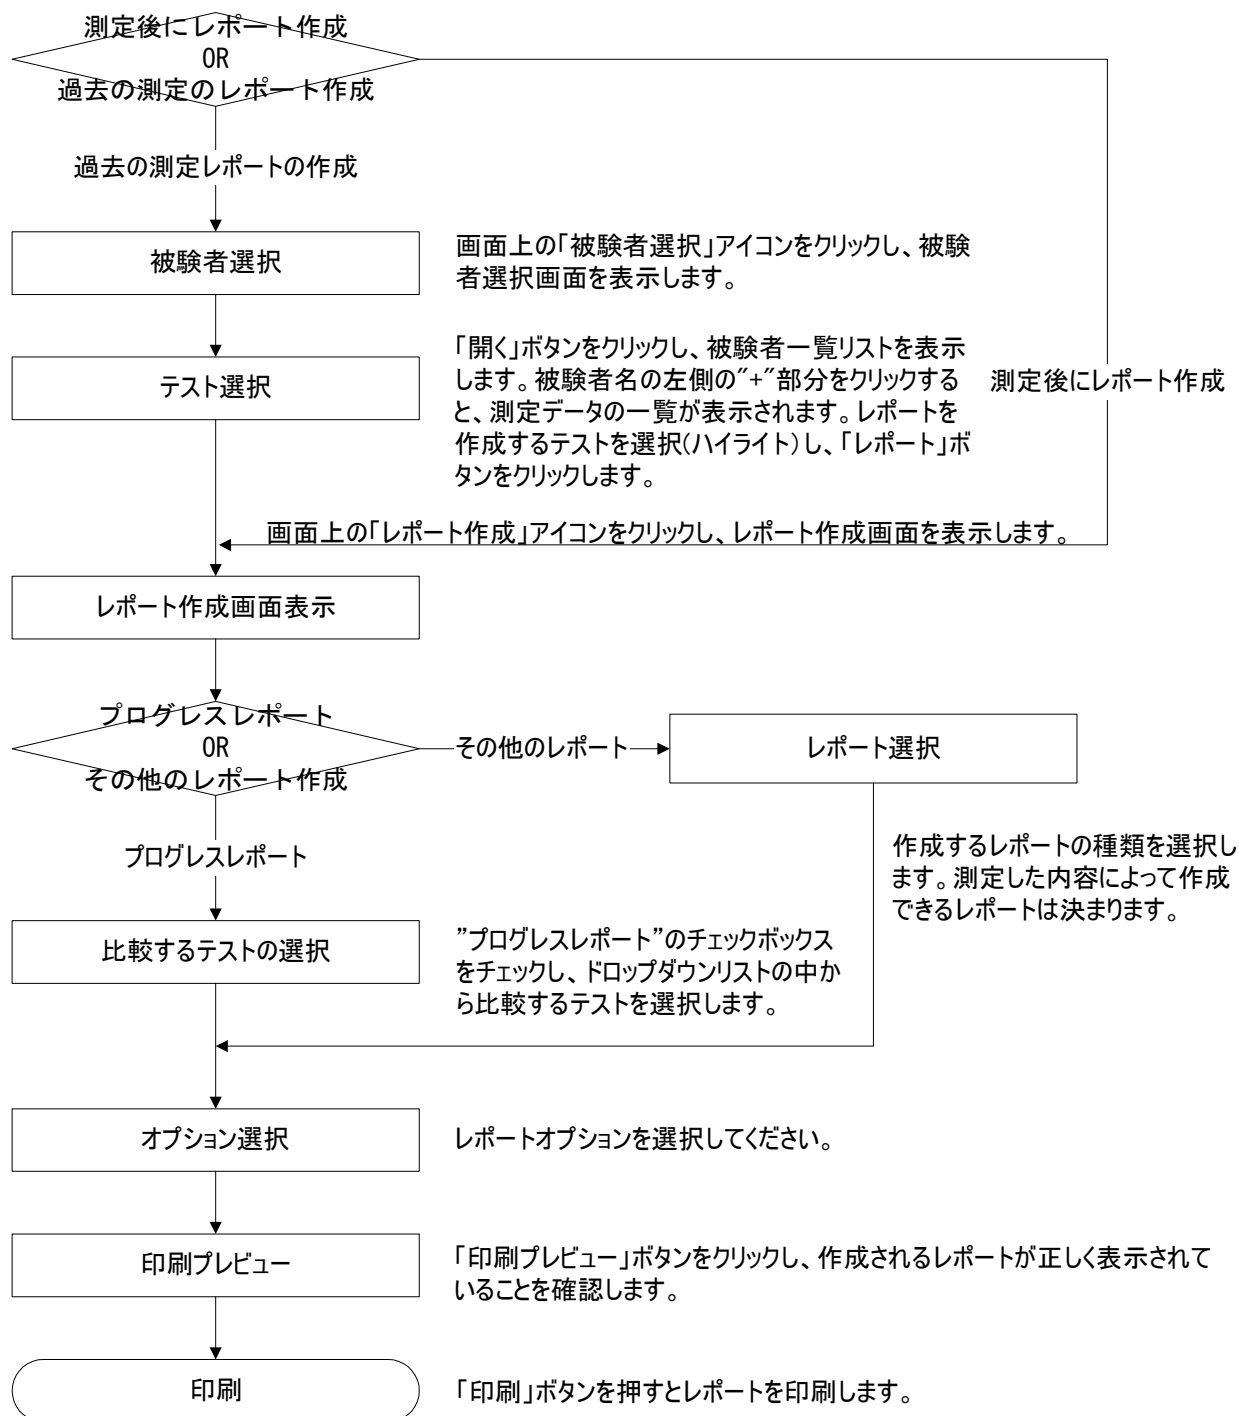 測定後にレポート作成
OR
過去の測定のレポート作成
過去の測定レポートの作成
被験者選択
画面上の「被験者選択」アイコンをクリックし、被験
者選択画面を表示します。
テスト選択
「開く」ボタンをクリックし、被験者一覧リストを表示
します。被験者名の左側の"+"部分をクリックする
と、測定データの一覧が表示されます。レポートを
作成するテストを選択(ハイライト)し、「レポート」ボ
タンをクリックします。
測定後にレポート作成
画面上の「レポート作成」アイコンをクリックし、レポート作成画面を表示します。
レポート作成画面表示
プログレスレポート
OR
その他のレポート作成
その他のレポート
レポート選択
プログレスレポート
作成するレポートの種類を選択し
ます。測定した内容によって作成
できるレポートは決まります。
比較するテストの選択
"プログレスレポート"のチェックボックス
をチェックし、ドロップダウンリストの中か
ら比較するテストを選択します。
オプション選択
レポートオプションを選択してください。
印刷プレビュー
「印刷プレビュー」ボタンをクリックし、作成されるレポートが正しく表示されて
いることを確認します。
印刷
「印刷」ボタンを押すとレポートを印刷します。